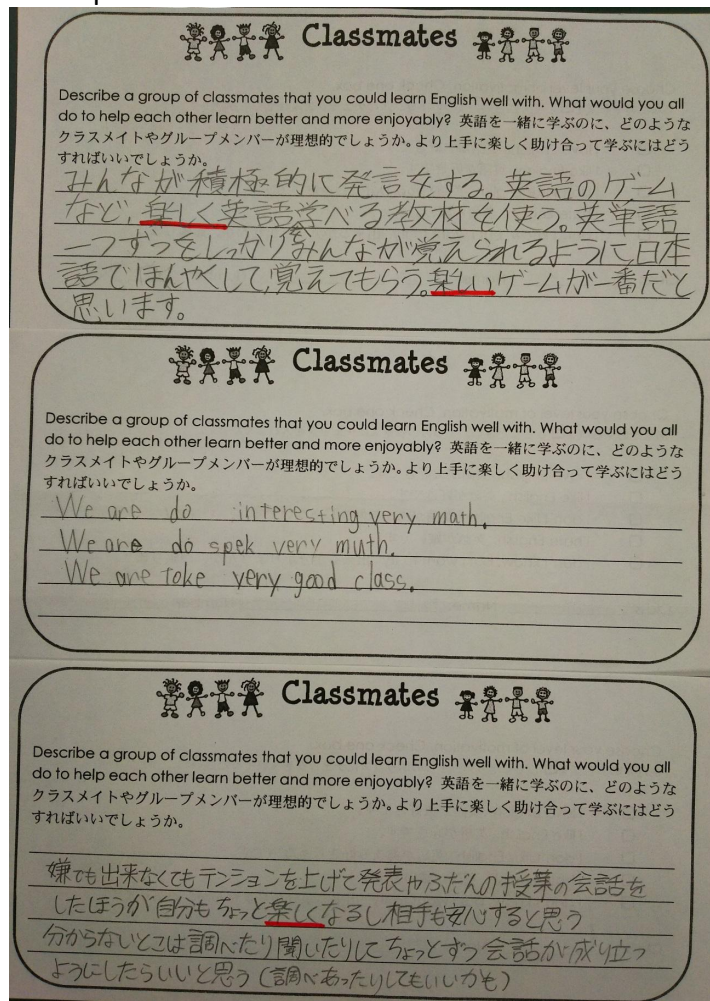 Classmates
Describe a group of classmates that you could learn English well with. What would you all
do to help each other learn better and more enjoyably? 英語を一緒に学ぶのに、どのような
クラスメイトやグループメンバーが理想的でしょうか。より上手に楽しく助け合って学ぶにはどう
すればいいでしょうか。
みんなが積極的に発言をする。英語のゲーム
など、楽しく英語学べる教材を使う。英単語
一つずつをしっかりみんなが覚えられるように、日本
語でほんやくして、覚えてもらう。楽しいゲームが一番だと
思います。
Classmates
Describe a group of classmates that you could learn English well with. What would you all
do to help each other learn better and more enjoyably? 英語を一緒に学ぶのに、どのような
クラスメイトやグループメンバーが理想的でしょうか。より上手に楽しく助け合って学ぶにはどう
すればいいでしょうか。
We are do interesting very math.
We are do spek very muth.
We are toke very good class.
Classmates
Describe a group of classmates that you could learn English well with. What would you all
do to help each other learn better and more enjoyably? 英語を一緒に学ぶのに、どのような
クラスメイトやグループメンバーが理想的でしょうか。より上手に楽しく助け合って学ぶにはどう
すればいいでしょうか。
嫌でも出来なくてもテンションを上げて発表やふだんの授業の会話を
したほうが自分もちょっと楽しくなるし相手も安心すると思う
分からないとこは調べたり聞いたりしてちょっとずつ会話が成り立つ
ようにしたらいいと思う(調べあったりしてもいいかも)